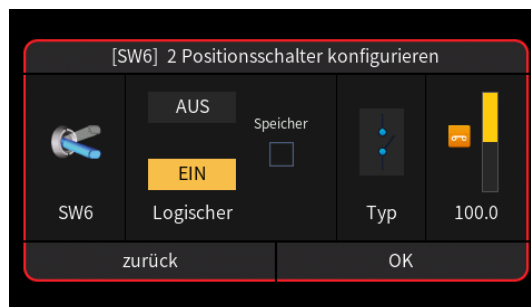 [SW6] 2 Positionsschalter konfigurieren
AUS
Speicher
EIN
SW6
Logischer
Typ
100.0
zurück
OK